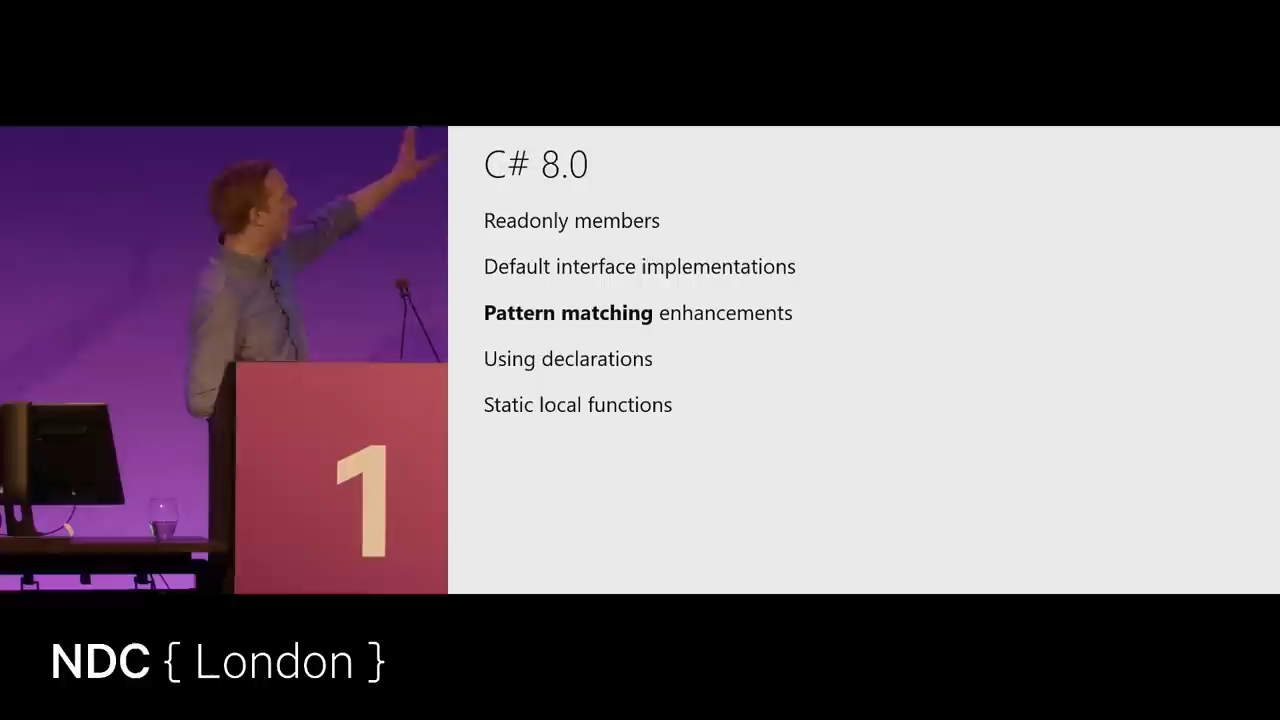 C# 8.0
Readonly members
Default interface implementations
Pattern matching enhancements
Using declarations
Static local functions
1
NDC { London }